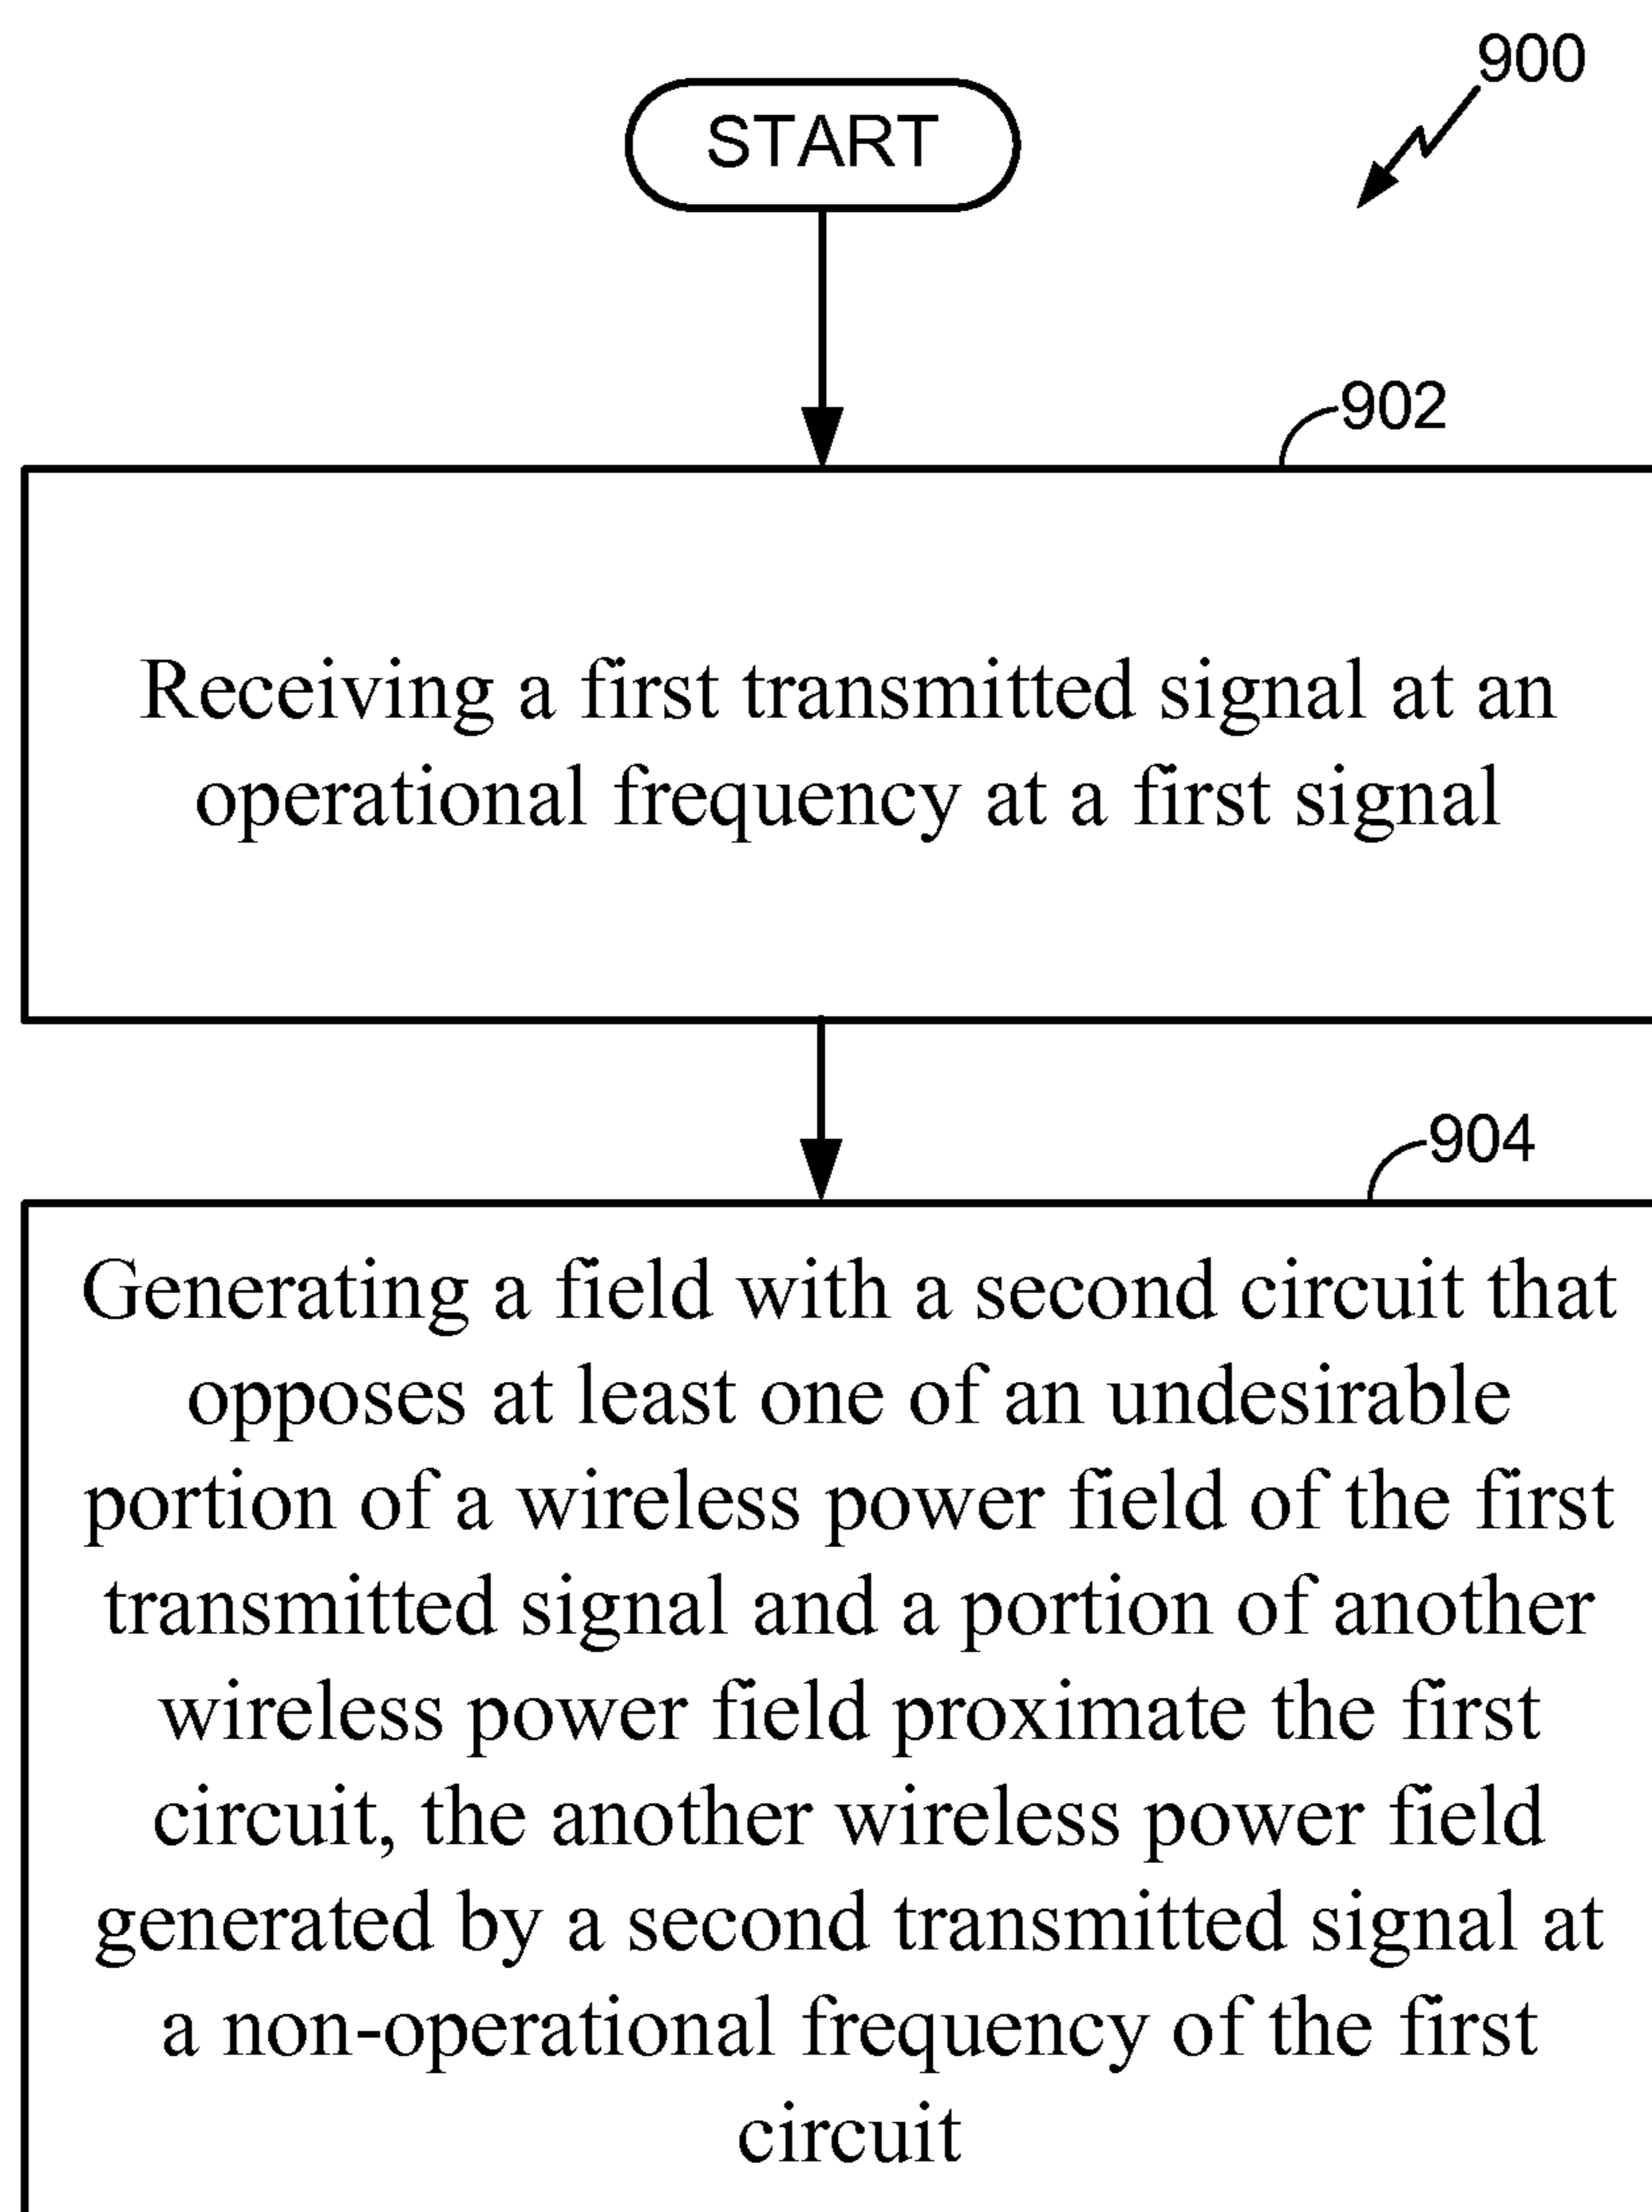 900
START
902
Receiving a first transmitted signal at an
operational frequency at a first signal
904
Generating a field with a second circuit that
opposes at least one of an undesirable
portion of a wireless power field of the first
transmitted signal and a portion of another
wireless power field proximate the first
circuit, the another wireless power field
generated by a second transmitted signal at
a non-operational frequency of the first
circuit